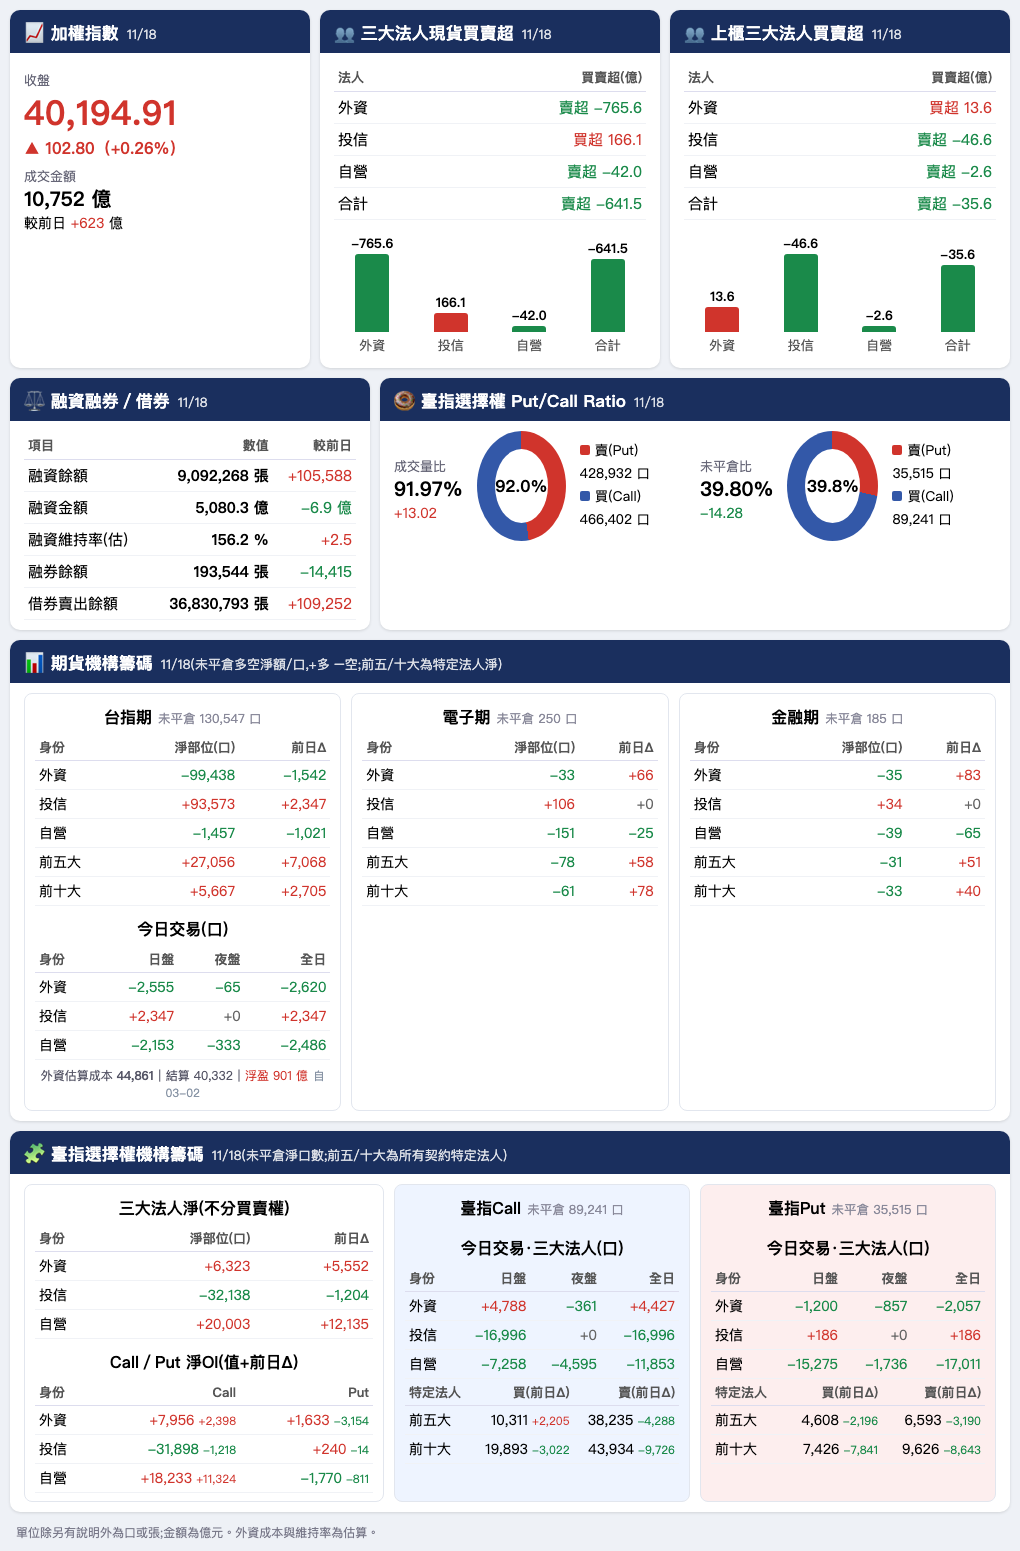 加權指數 11/18
收盤
40,194.91
▲ 102.80 (+0.26%)
成交金額
10,752 億
較前日 +623 億
三大法人現貨買賣超 11/18
法人 買賣超(億)
外資 賣超 −765.6
投信 買超 166.1
自營 賣超 −42.0
合計 賣超 −641.5
−765.6 166.1 −42.0 −641.5
外資 投信 自營 合計
上櫃三大法人買賣超 11/18
法人 買賣超(億)
外資 買超 13.6
投信 賣超 −46.6
自營 賣超 −2.6
合計 賣超 −35.6
13.6 −46.6 −2.6 −35.6
外資 投信 自營 合計
融資融券 / 借券 11/18
項目 數值 較前日
融資餘額 9,092,268 張 +105,588
融資金額 5,080.3 億 −6.9 億
融資維持率(估) 156.2 % +2.5
融券餘額 193,544 張 −14,415
借券賣出餘額 36,830,793 張 +109,252
臺指選擇權 Put/Call Ratio 11/18
成交量比
91.97%
+13.02
92.0%
賣(Put)
428,932 口
買(Call)
466,402 口
未平倉比
39.80%
−14.28
39.8%
賣(Put)
35,515 口
買(Call)
89,241 口
期貨機構籌碼 11/18(未平倉多空淨額/口,+多 −空;前五/十大為特定法人淨)
台指期 未平倉 130,547 口
身份 淨部位(口) 前日Δ
外資 −99,438 −1,542
投信 +93,573 +2,347
自營 −1,457 −1,021
前五大 +27,056 +7,068
前十大 +5,667 +2,705
今日交易(口)
身份 日盤 夜盤 全日
外資 −2,555 −65 −2,620
投信 +2,347 +0 +2,347
自營 −2,153 −333 −2,486
外資估算成本 44,861｜結算 40,332｜浮盈 901 億 自
03-02
電子期 未平倉 250 口
身份 淨部位(口) 前日Δ
外資 −33 +66
投信 +106 +0
自營 −151 −25
前五大 −78 +58
前十大 −61 +78
金融期 未平倉 185 口
身份 淨部位(口) 前日Δ
外資 −35 +83
投信 +34 +0
自營 −39 −65
前五大 −31 +51
前十大 −33 +40
臺指選擇權機構籌碼 11/18(未平倉淨口數;前五/十大為所有契約特定法人)
三大法人淨(不分買賣權)
身份 淨部位(口) 前日Δ
外資 +6,323 +5,552
投信 −32,138 −1,204
自營 +20,003 +12,135
Call / Put 淨OI(值+前日Δ)
身份 Call Put
外資 +7,956 +2,398 +1,633 −3,154
投信 −31,898 −1,218 +240 −14
自營 +18,233 +11,324 −1,770 −811
臺指Call 未平倉 89,241 口
今日交易·三大法人(口)
身份 日盤 夜盤 全日
外資 +4,788 −361 +4,427
投信 −16,996 +0 −16,996
自營 −7,258 −4,595 −11,853
特定法人 買(前日Δ) 賣(前日Δ)
前五大 10,311 +2,205 38,235 −4,288
前十大 19,893 −3,022 43,934 −9,726
臺指Put 未平倉 35,515 口
今日交易·三大法人(口)
身份 日盤 夜盤 全日
外資 −1,200 −857 −2,057
投信 +186 +0 +186
自營 −15,275 −1,736 −17,011
特定法人 買(前日Δ) 賣(前日Δ)
前五大 4,608 −2,196 6,593 −3,190
前十大 7,426 −7,841 9,626 −8,643
單位除另有說明外為口或張;金額為億元。外資成本與維持率為估算。